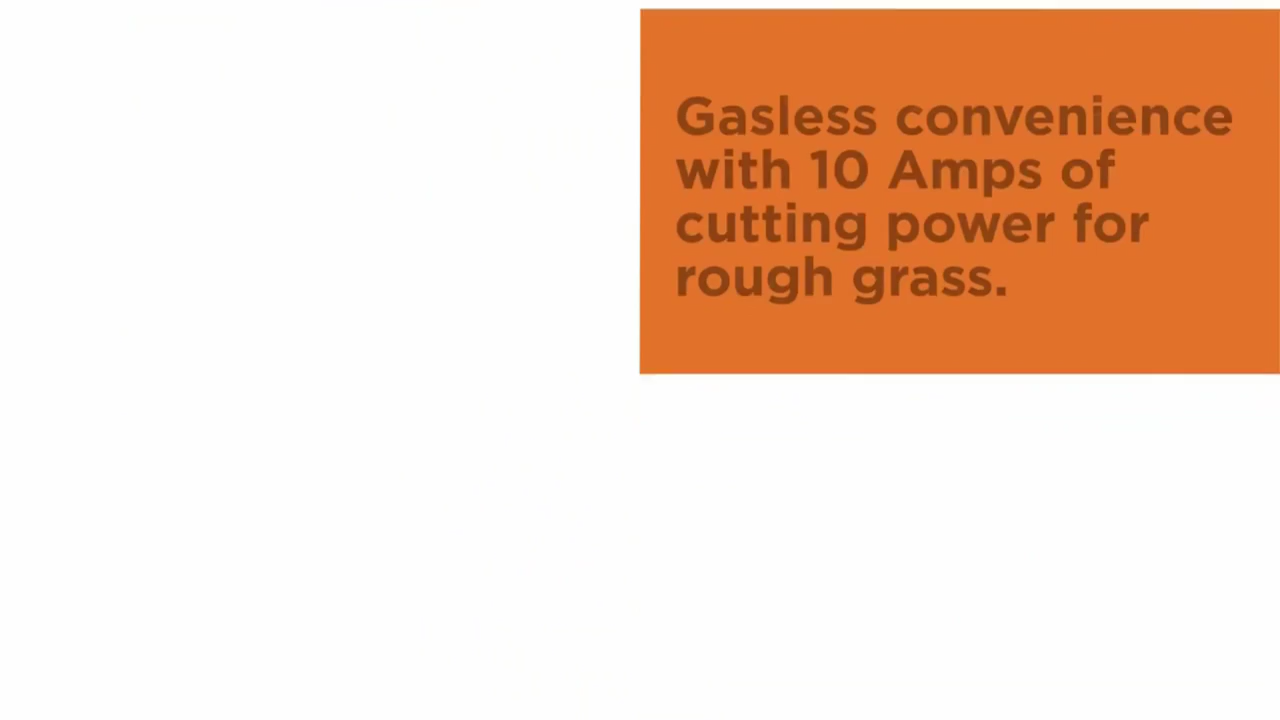 Gasless convenience
with 10 Amps of
cutting power for
rough grass.